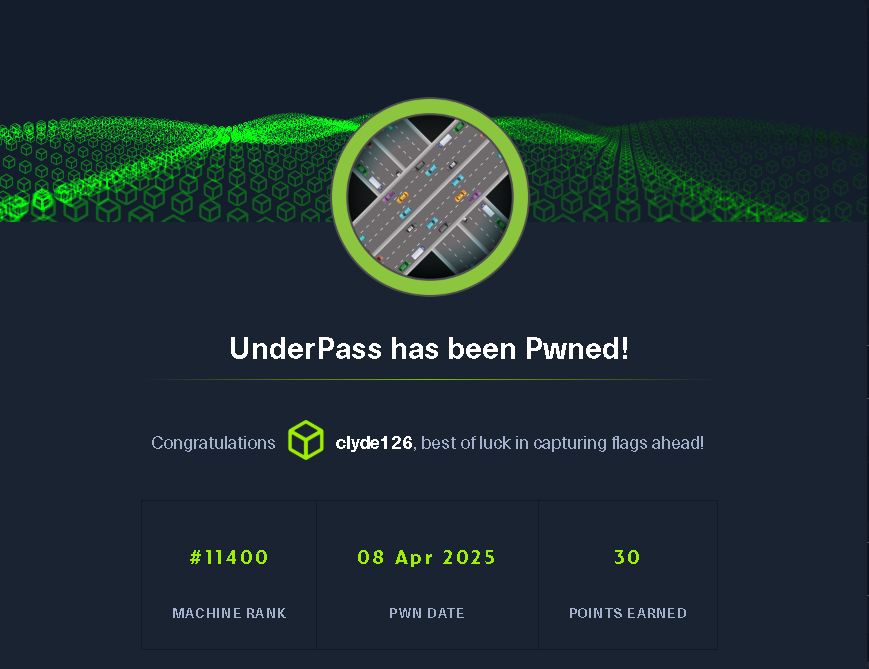 UnderPass has been Pwned!
Congratulations clyde126, best of luck in capturing flags ahead!
#11400 08 Apr 2025 30
MACHINE RANK PWN DATE POINTS EARNED